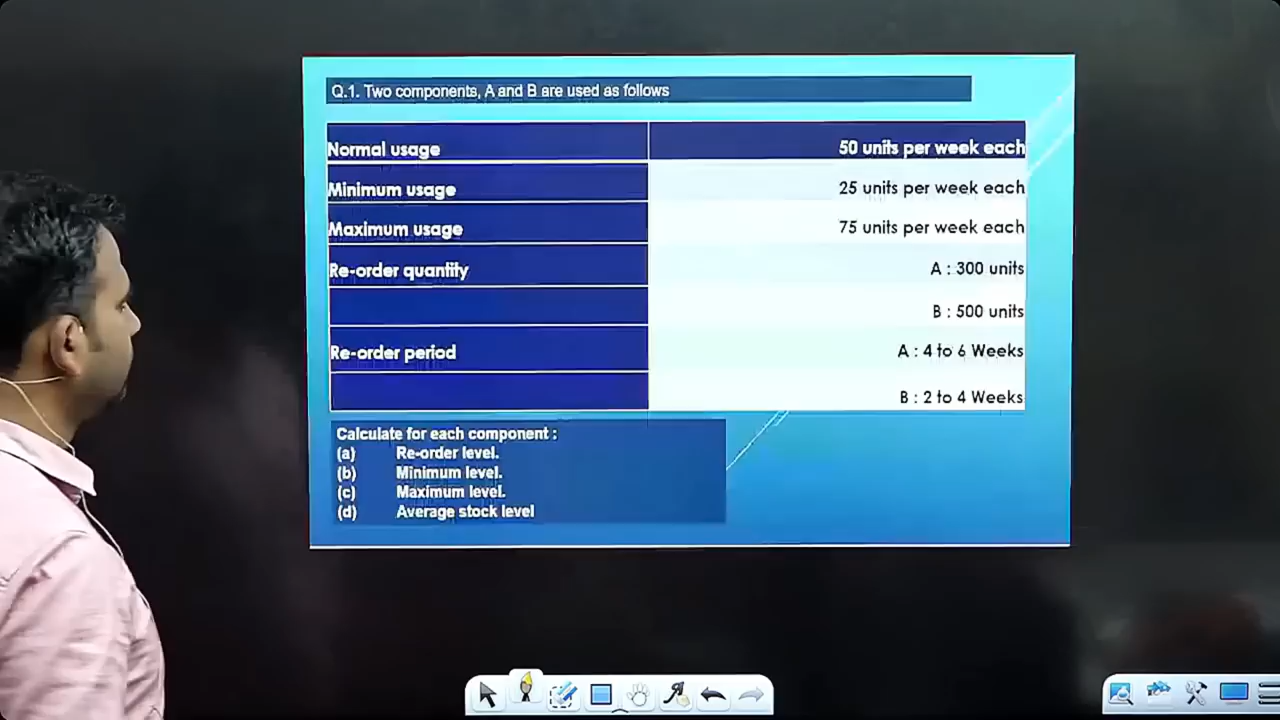 Q.1. Two components, A and B are used as follows
Normal usage 50 units per week each
Minimum usage 25 units per week each
Maximum usage 75 units per week each
Re-order quantity A : 300 units
B : 500 units
Re-order period A : 4 to 6 Weeks
B : 2 to 4 Weeks
Calculate for each component :
(a) Re-order level.
(b) Minimum level.
(c) Maximum level.
(d) Average stock level